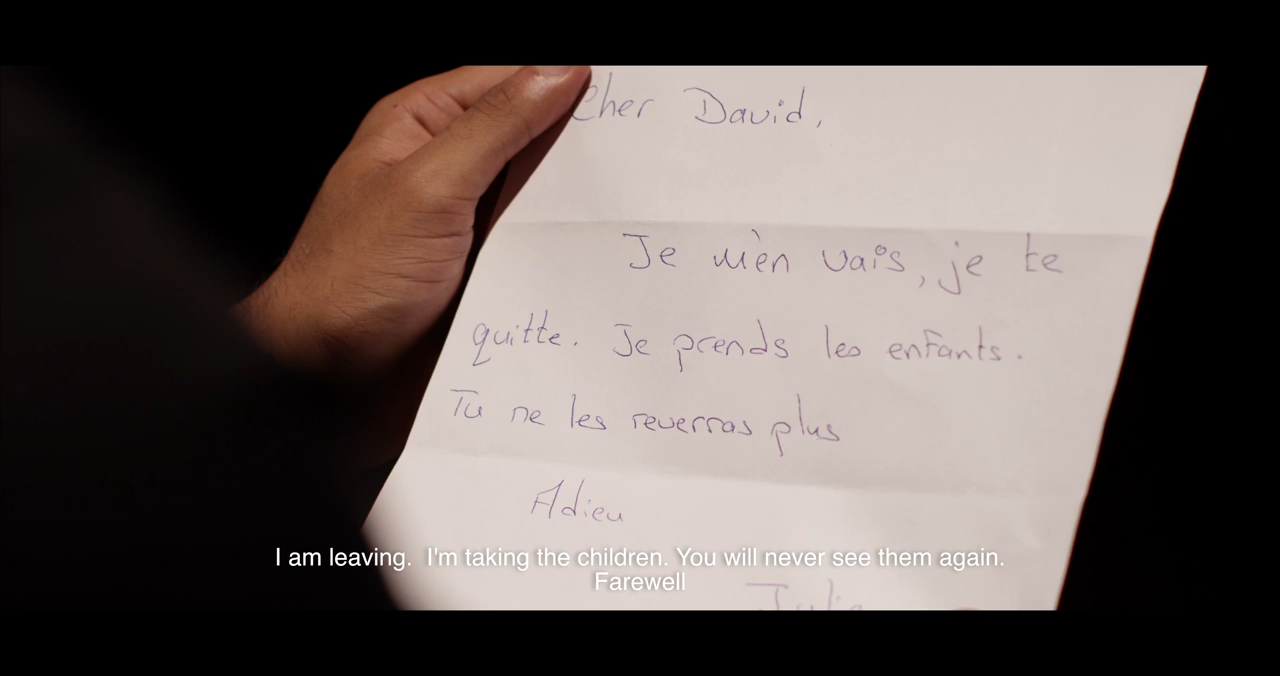 Cher David,
Je m'en vais, je te
quitte. Je prends les enfants.
Tu ne les reverras plus
Adieu
I am leaving.  I'm taking the children. You will never see them again.
Farewell